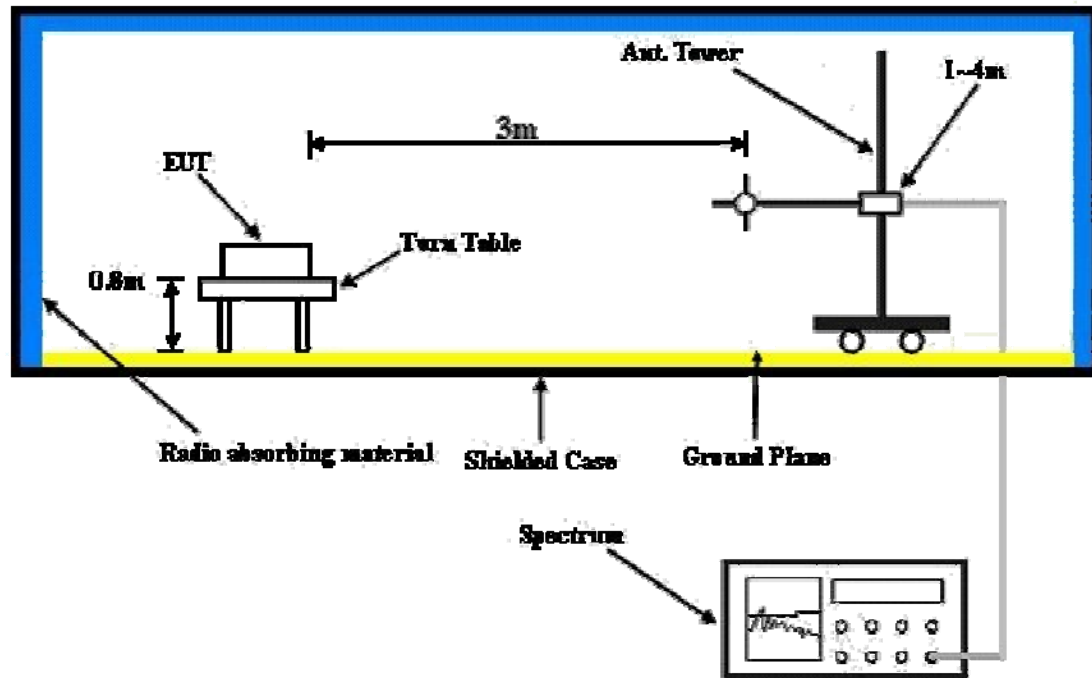 Ant. Tower
1~4m
3m
EUT
Turn Table
0.8m
Radio absorbing material
Shielded Case
Ground Plane
Spectrum